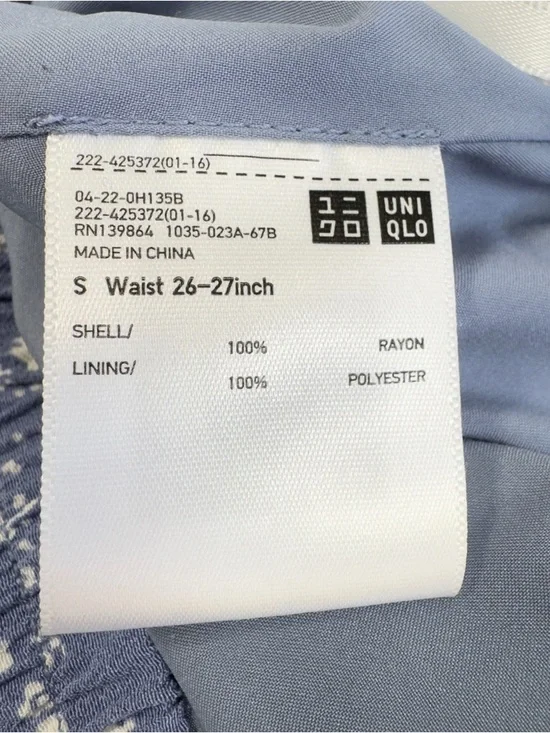 222-425372(01-16)
04-22-0H135B
222-425372(01-16)
RN139864 1035-023A-67B
MADE IN CHINA
ユニ
クロ
UNI
QLO
S Waist 26-27inch
SHELL/
100% RAYON
LINING/
100% POLYESTER